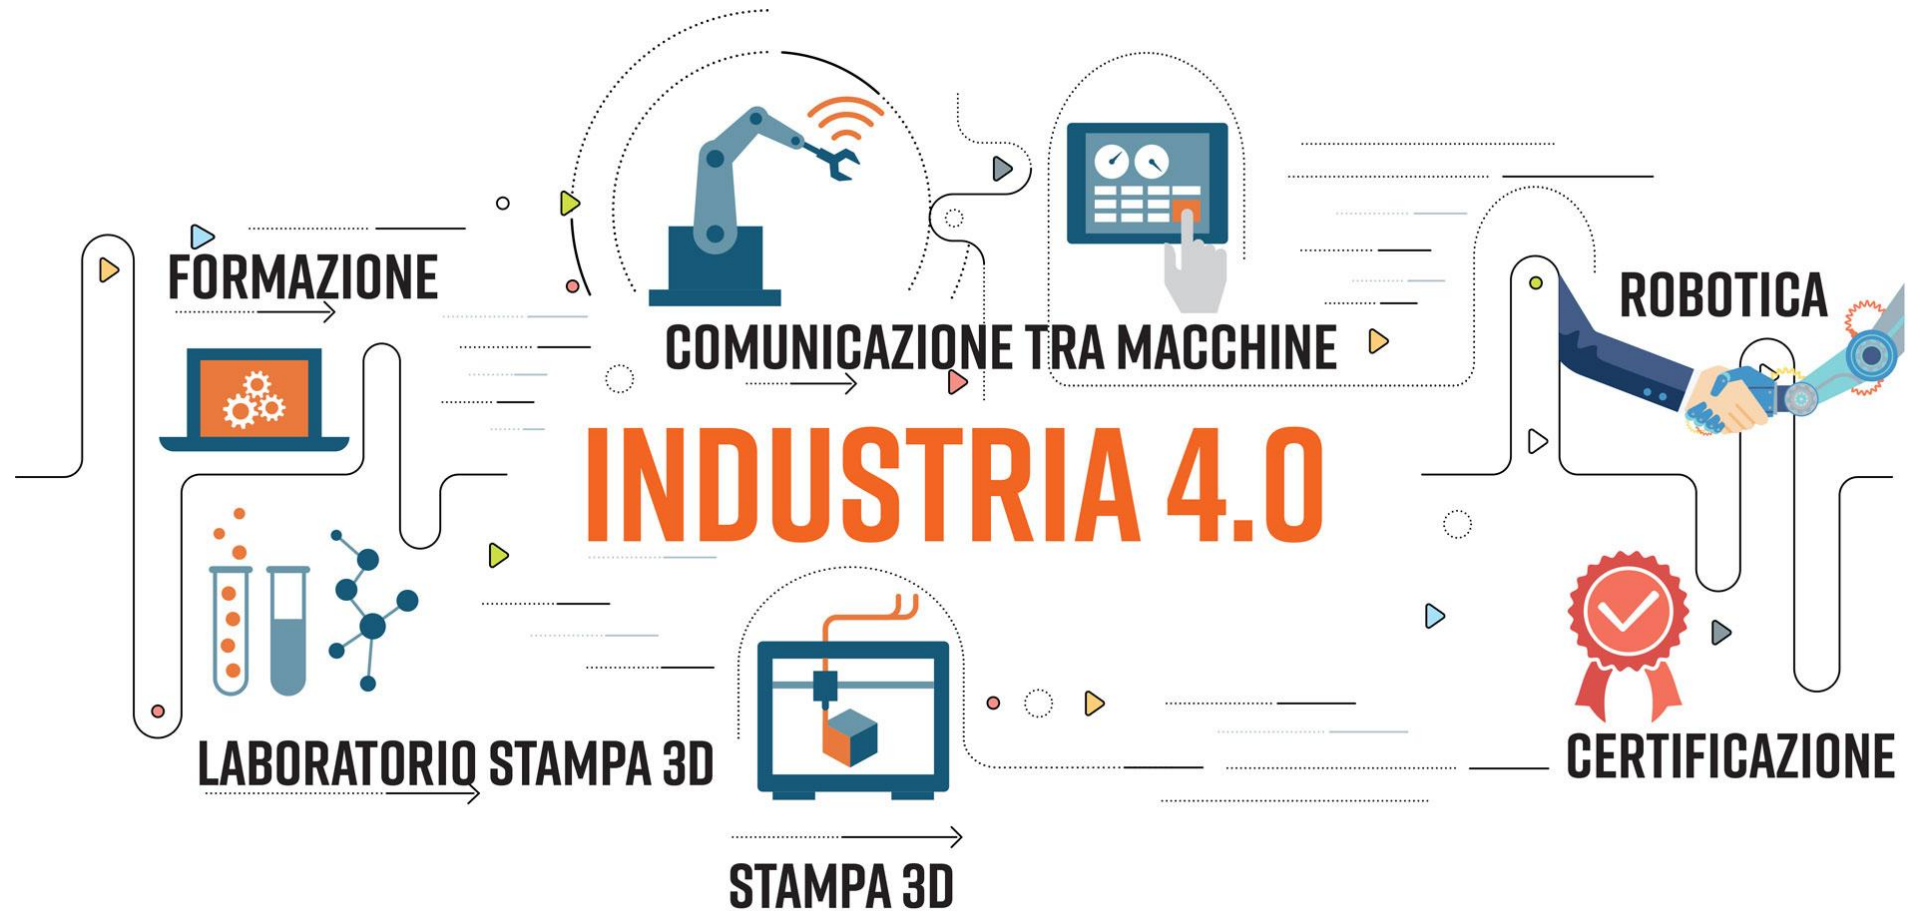 FORMAZIONE
ROBOTICA
COMUNICAZIONE TRA MACCHINE
INDUSTRIA 4.0
LABORATORIO STAMPA 3D
CERTIFICAZIONE
STAMPA 3D